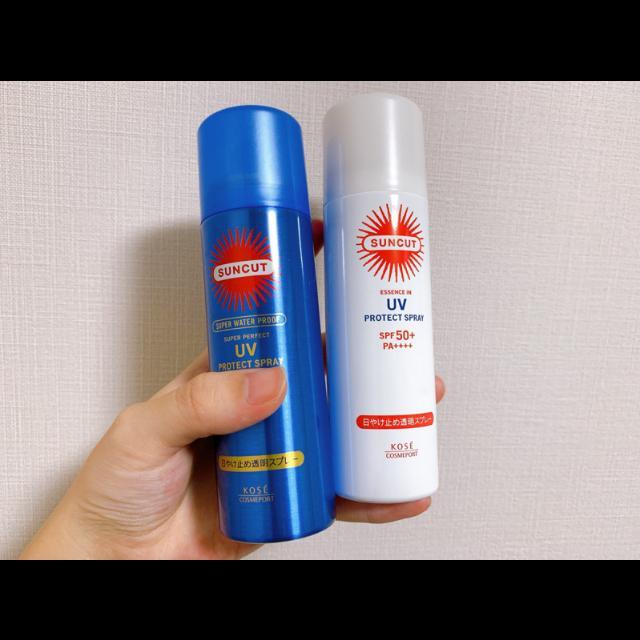 SUNCUT
SUPER WATER PROOF
SUPER PERFECT
UV
PROTECT SPRAY
日やけ止め透明スプレー
KOSÉ
COSMEPORT
SUNCUT
ESSENCE IN
UV
PROTECT SPRAY
SPF50+
PA++++
日やけ止め透明スプレー
KOSÉ
COSMEPORT